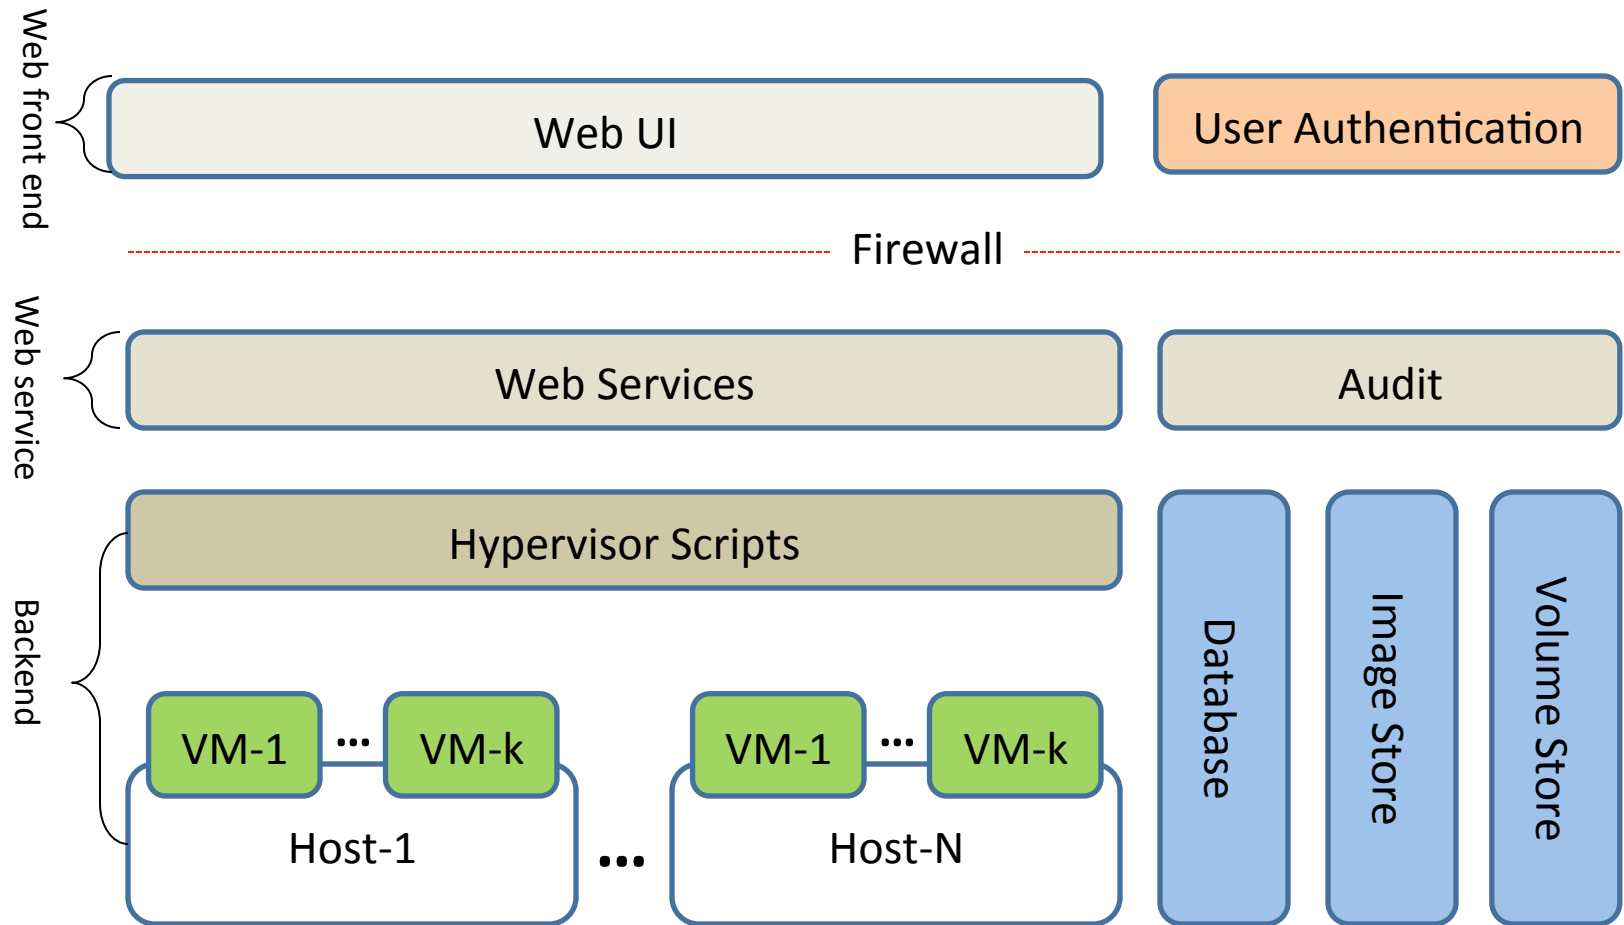 Web front end
Web UI
User Authentication
Firewall
Web service
Web Services
Audit
Backend
Hypervisor Scripts
Database
Image Store
Volume Store
VM-1
...
VM-k
VM-1
...
VM-k
Host-1
...
Host-N